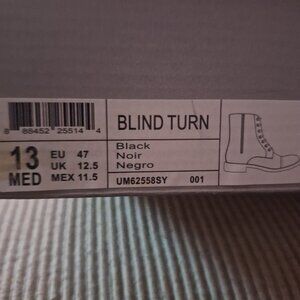 BLIND TURN
8 88452 25514 4
13 EU 47
UK 12.5
MED MEX 11.5
Black
Noir
Negro
UM62558SY 001